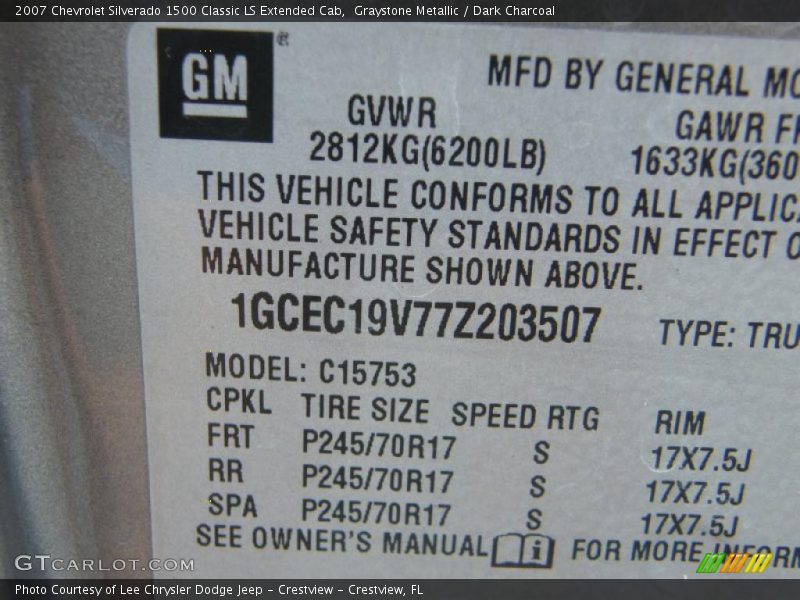 2007 Chevrolet Silverado 1500 Classic LS Extended Cab, Graystone Metallic / Dark Charcoal
GM®
MFD BY GENERAL MO
GVWR
GAWR FR
2812KG(6200LB)
1633KG(360
THIS VEHICLE CONFORMS TO ALL APPLICA
VEHICLE SAFETY STANDARDS IN EFFECT O
MANUFACTURE SHOWN ABOVE.
1GCEC19V77Z203507
TYPE: TRU
MODEL: C15753
CPKL TIRE SIZE SPEED RTG RIM
FRT P245/70R17 S 17X7.5J
RR P245/70R17 S 17X7.5J
SPA P245/70R17 S 17X7.5J
SEE OWNER'S MANUAL i FOR MORE INFORM
GTcarlot.com
Photo Courtesy of Lee Chrysler Dodge Jeep - Crestview - Crestview, FL